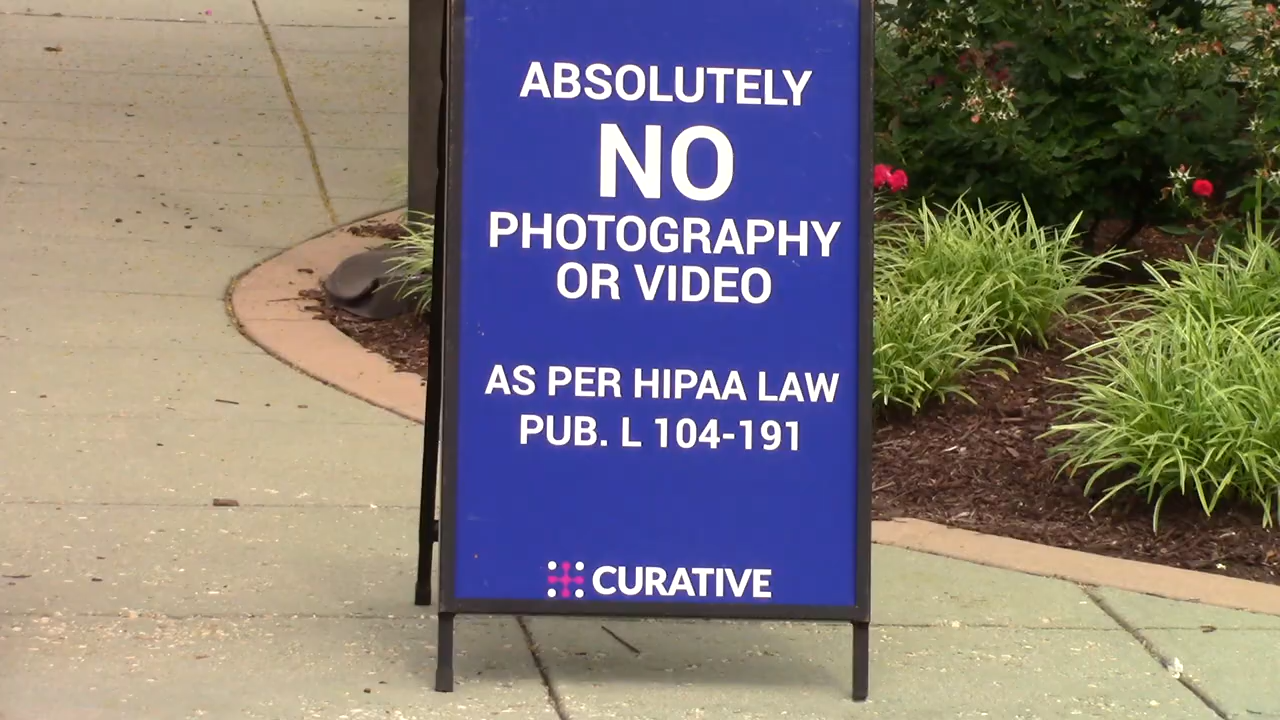 ABSOLUTELY
NO
PHOTOGRAPHY
OR VIDEO
AS PER HIPAA LAW
PUB. L 104-191
CURATIVE